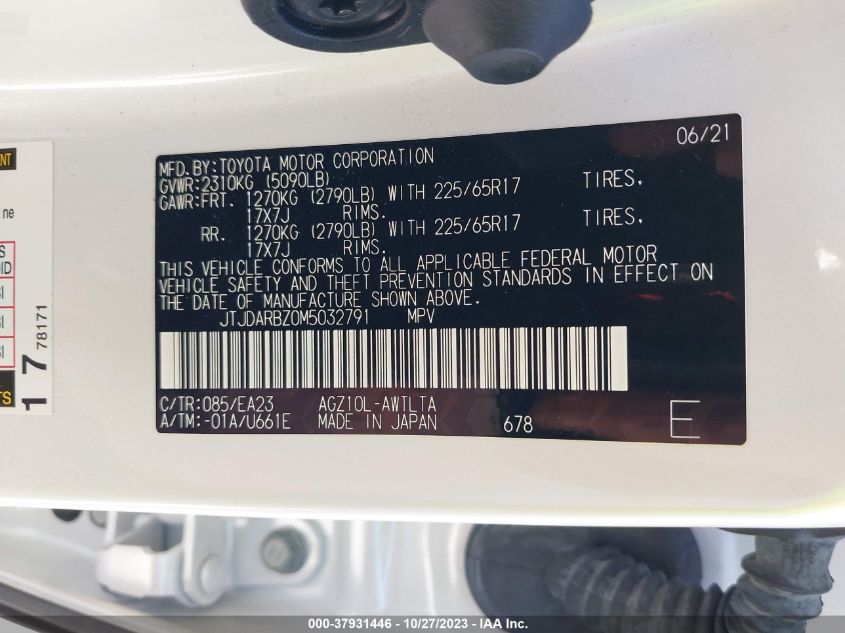 06/21
MFD.BY:TOYOTA MOTOR CORPORATION
GVWR:2310KG (5090LB)
GAWR:FRT. 1270KG (2790LB) WITH 225/65R17 TIRES,
17X7J RIMS.
RR. 1270KG (2790LB) WITH 225/65R17 TIRES,
17X7J RIMS.
THIS VEHICLE CONFORMS TO ALL APPLICABLE FEDERAL MOTOR
VEHICLE SAFETY AND THEFT PREVENTION STANDARDS IN EFFECT ON
THE DATE OF MANUFACTURE SHOWN ABOVE.
JTJDARBZ0M5032791 MPV
C/TR:085/EA23 AGZ10L-AWTLTA
A/TM:-01A/U661E MADE IN JAPAN 678 E
ne
17 78171
000-37931446 - 10/27/2023 - IAA Inc.